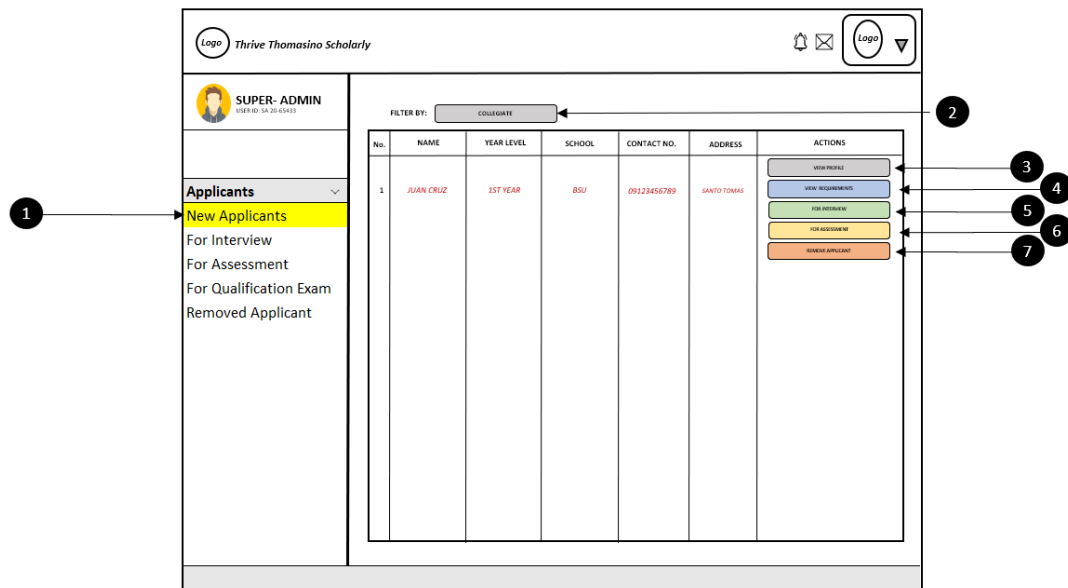 Logo
Thrive Thomasino Scholarly
Logo
SUPER- ADMIN
USER ID: SA 20-65433
FILTER BY:
COLLEGIATE
2
No.
NAME
YEAR LEVEL
SCHOOL
CONTACT NO.
ADDRESS
ACTIONS
1
JUAN CRUZ
1ST YEAR
BSU
09123456789
SANTO TOMAS
VIEW PROFILE
3
VIEW REQUIREMENTS
4
FOR INTERVIEW
5
FOR ASSESSMENT
6
REMOVE APPLICANT
7
Applicants
1
New Applicants
For Interview
For Assessment
For Qualification Exam
Removed Applicant